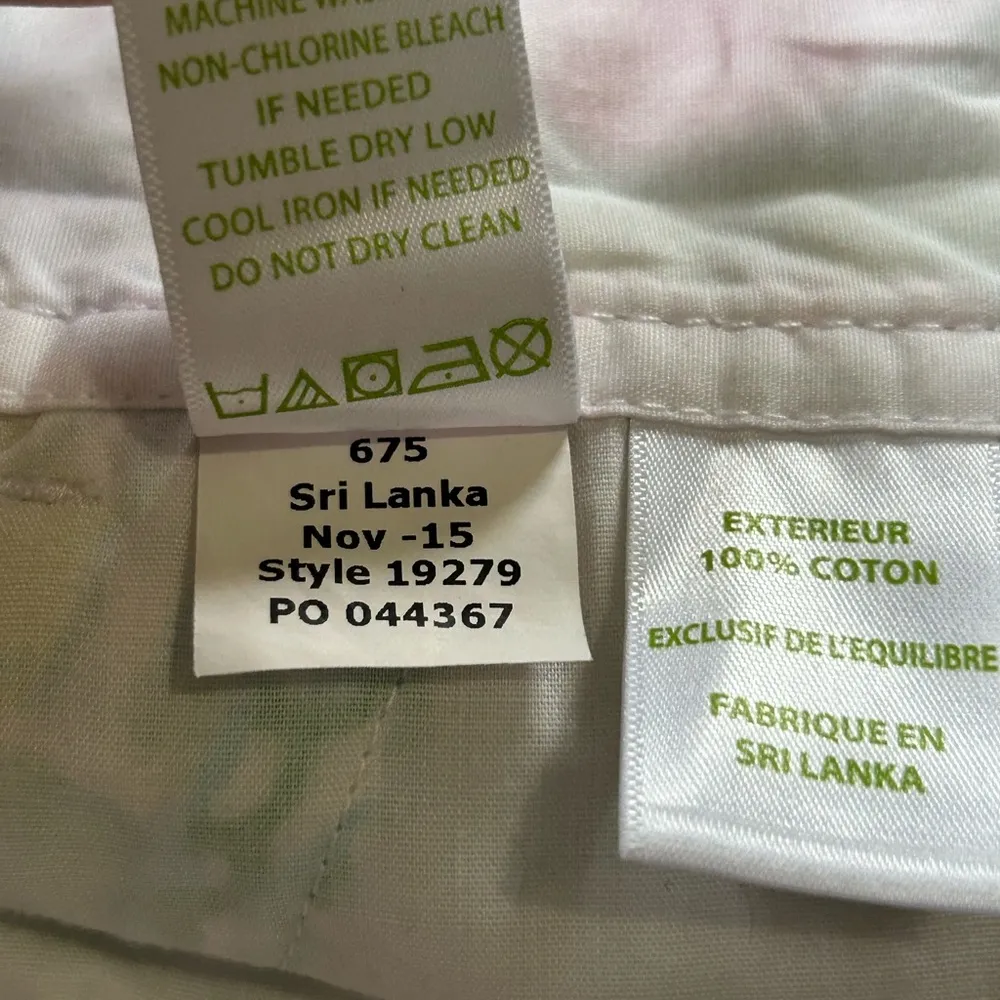 MACHINE
NON-CHLORINE BLEACH
IF NEEDED
TUMBLE DRY LOW
COOL IRON IF NEEDED
DO NOT DRY CLEAN
675
Sri Lanka
Nov -15
Style 19279
PO 044367
EXTERIEUR
100% COTON
EXCLUSIF DE L'EQUILIBRE
FABRIQUE EN
SRI LANKA